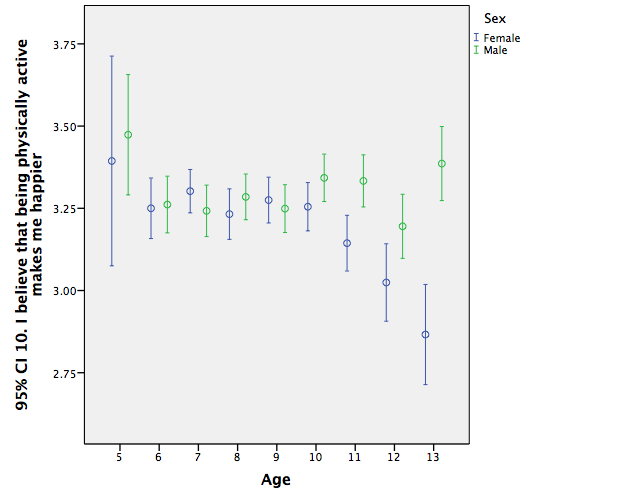 Sex
Female
Male
95% CI 10. I believe that being physically active
makes me happier
3.75
3.50
3.25
3.00
2.75
5 6 7 8 9 10 11 12 13
Age